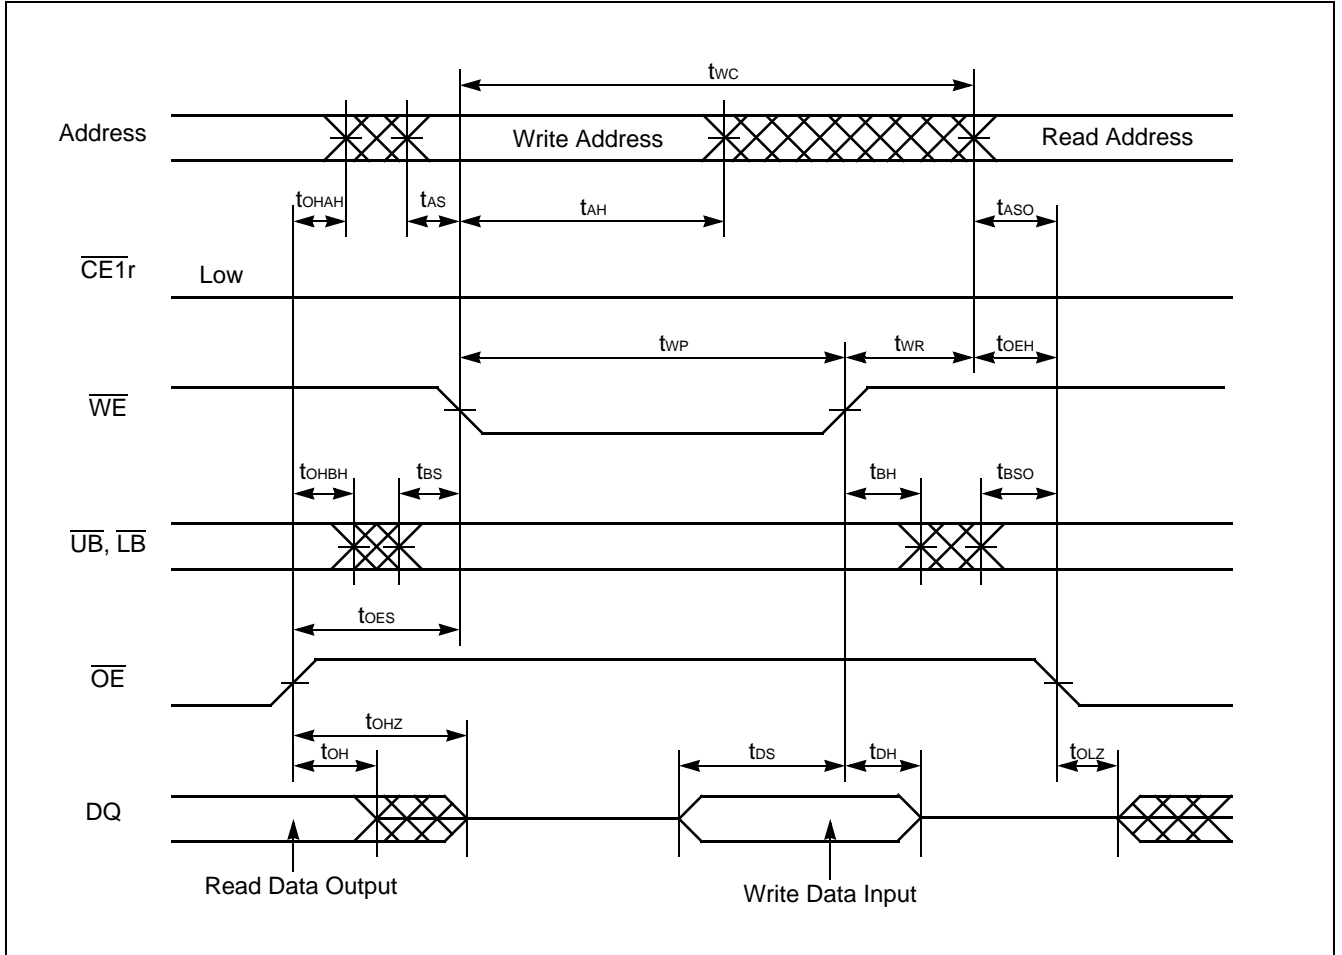 tWC
Address
Write Address
Read Address
tOHAH
tAS
tAH
tASO
CE1r
Low
tWP
tWR
tOEH
WE
tOHBH
tBS
tBH
tBSO
UB, LB
tOES
OE
tOHZ
tOH
tDS
tDH
tOLZ
DQ
Read Data Output
Write Data Input